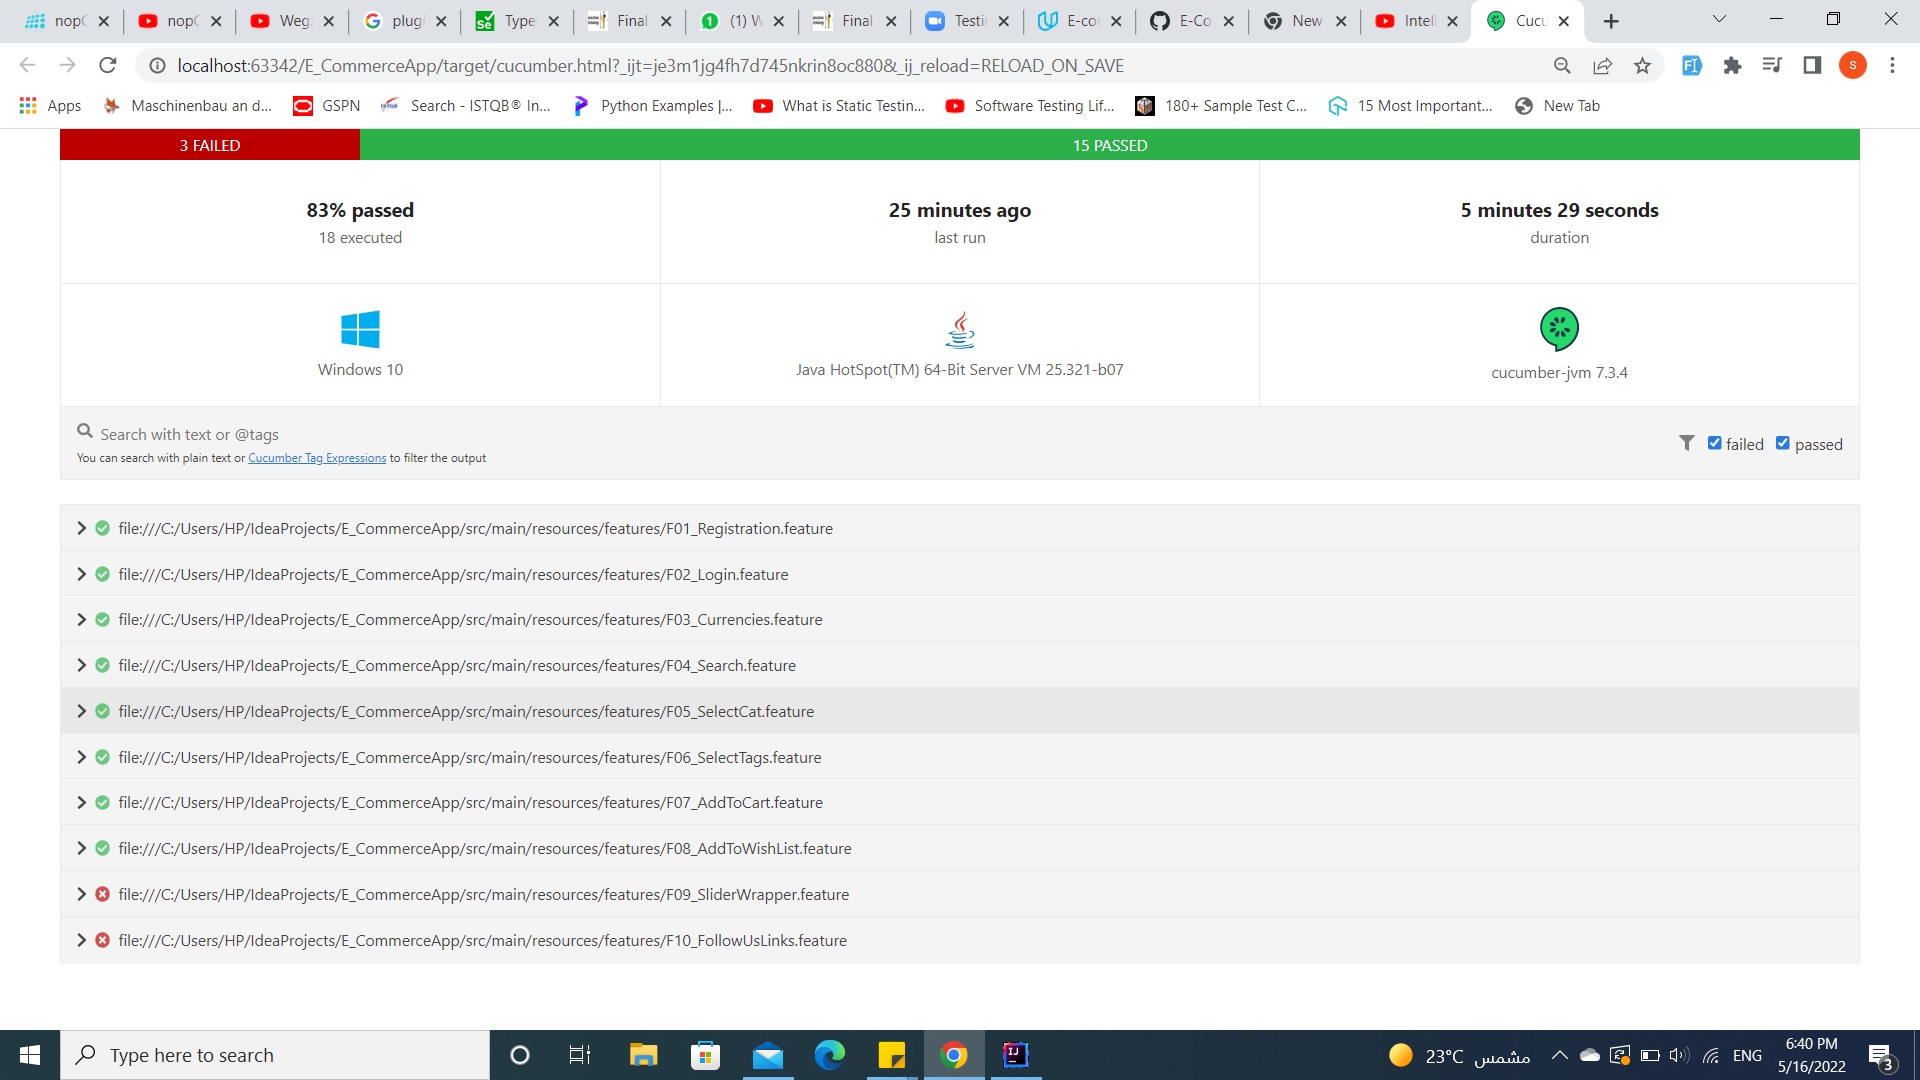 nop
nop
Weg
plug
Type
Final
(1) W
Final
Testi
E-co
E-Co
New
Intel
Cucu
localhost:63342/E_CommerceApp/target/cucumber.html?_ijt=je3m1jg4fh7d745nkrin8oc880&_ij_reload=RELOAD_ON_SAVE
s
Apps
Maschinenbau an d...
GSPN
Search - ISTQB® In...
Python Examples |...
What is Static Testin...
Software Testing Lif...
180+ Sample Test C...
15 Most Important...
New Tab
3 FAILED
15 PASSED
83% passed
25 minutes ago
5 minutes 29 seconds
18 executed
last run
duration
Windows 10
Java HotSpot(TM) 64-Bit Server VM 25.321-b07
cucumber-jvm 7.3.4
Search with text or @tags
You can search with plain text or Cucumber Tag Expressions to filter the output
failed
passed
file:///C:/Users/HP/IdeaProjects/E_CommerceApp/src/main/resources/features/F01_Registration.feature
file:///C:/Users/HP/IdeaProjects/E_CommerceApp/src/main/resources/features/F02_Login.feature
file:///C:/Users/HP/IdeaProjects/E_CommerceApp/src/main/resources/features/F03_Currencies.feature
file:///C:/Users/HP/IdeaProjects/E_CommerceApp/src/main/resources/features/F04_Search.feature
file:///C:/Users/HP/IdeaProjects/E_CommerceApp/src/main/resources/features/F05_SelectCat.feature
file:///C:/Users/HP/IdeaProjects/E_CommerceApp/src/main/resources/features/F06_SelectTags.feature
file:///C:/Users/HP/IdeaProjects/E_CommerceApp/src/main/resources/features/F07_AddToCart.feature
file:///C:/Users/HP/IdeaProjects/E_CommerceApp/src/main/resources/features/F08_AddToWishList.feature
file:///C:/Users/HP/IdeaProjects/E_CommerceApp/src/main/resources/features/F09_SliderWrapper.feature
file:///C:/Users/HP/IdeaProjects/E_CommerceApp/src/main/resources/features/F10_FollowUsLinks.feature
Type here to search
23°C مشمس
ENG
6:40 PM
5/16/2022
3